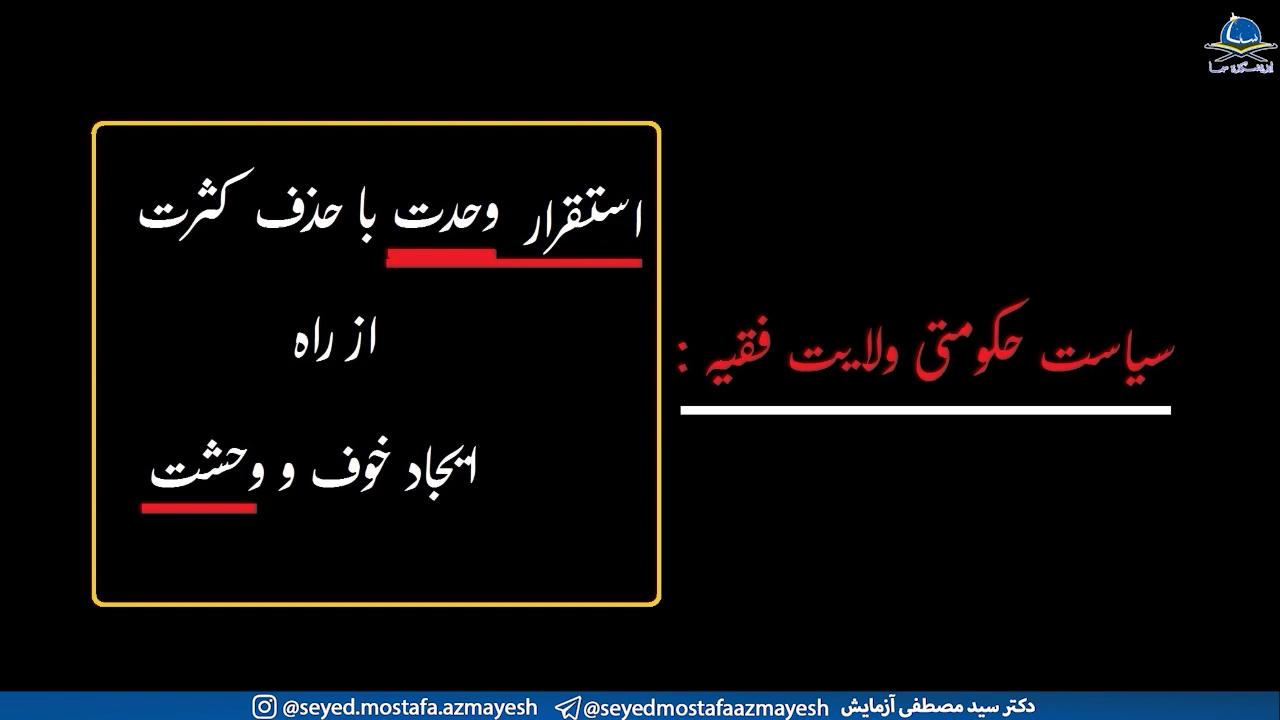 سیاست حکومتی ولایت فقیه :
استقرار وحدت با حذف کثرت
از راه
ایجاد خوف و وحشت
دکتر سید مصطفی آزمایش @seyedmostafaazmayesh @seyed.mostafa.azmayesh